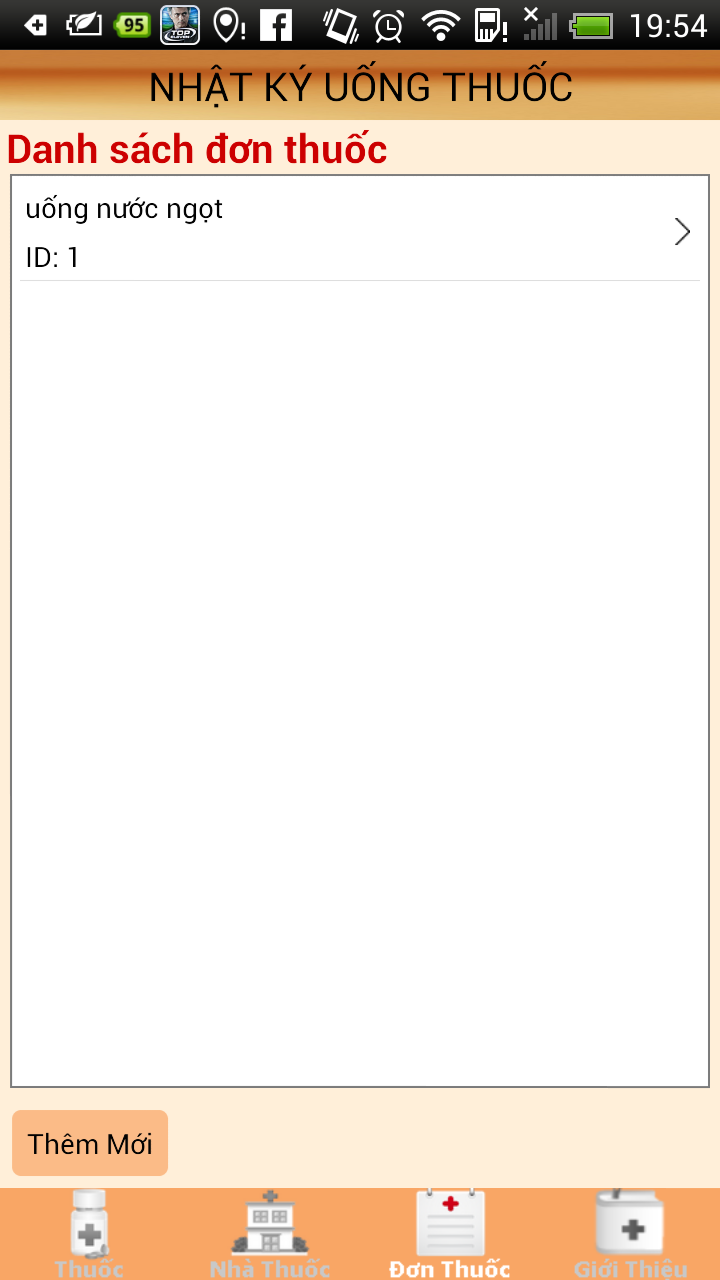 95
TOP
19:54
NHẬT KÝ UỐNG THUỐC
Danh sách đơn thuốc
uống nước ngọt
ID: 1
Thêm Mới
Thuốc
Nhà Thuốc
Đơn Thuốc
Giới Thiệu